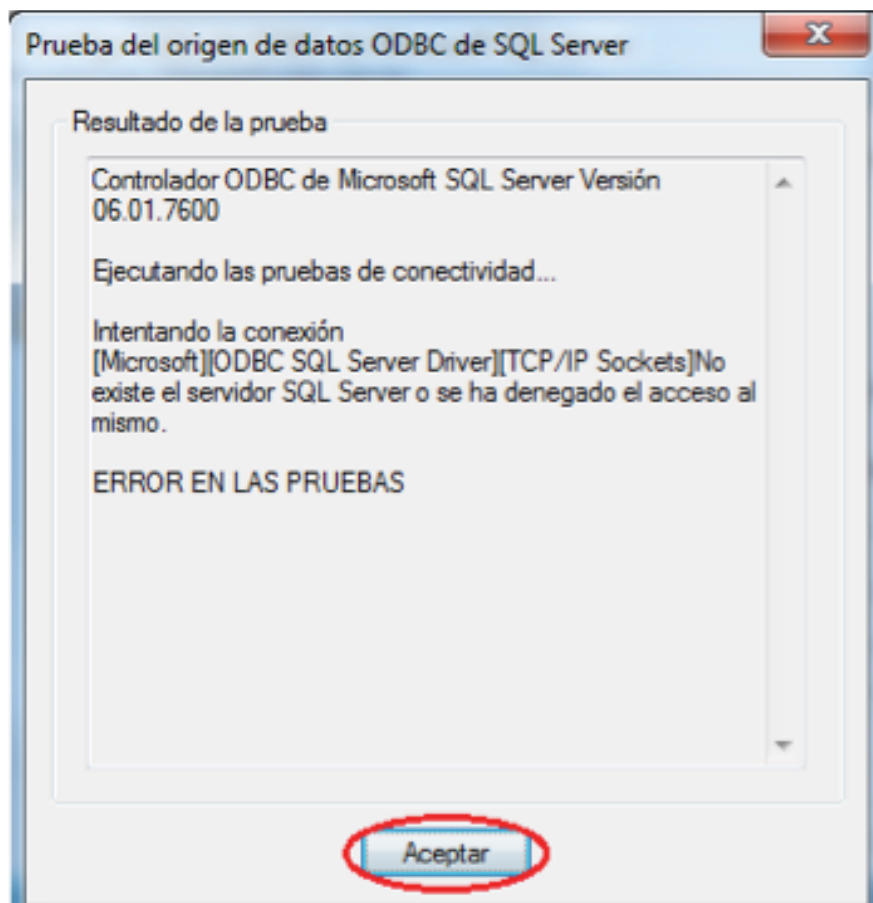 Prueba del origen de datos ODBC de SQL Server
Resultado de la prueba
Controlador ODBC de Microsoft SQL Server Versión
06.01.7600
Ejecutando las pruebas de conectividad...
Intentando la conexión
[Microsoft][ODBC SQL Server Driver][TCP/IP Sockets]No
existe el servidor SQL Server o se ha denegado el acceso al
mismo.
ERROR EN LAS PRUEBAS
Aceptar